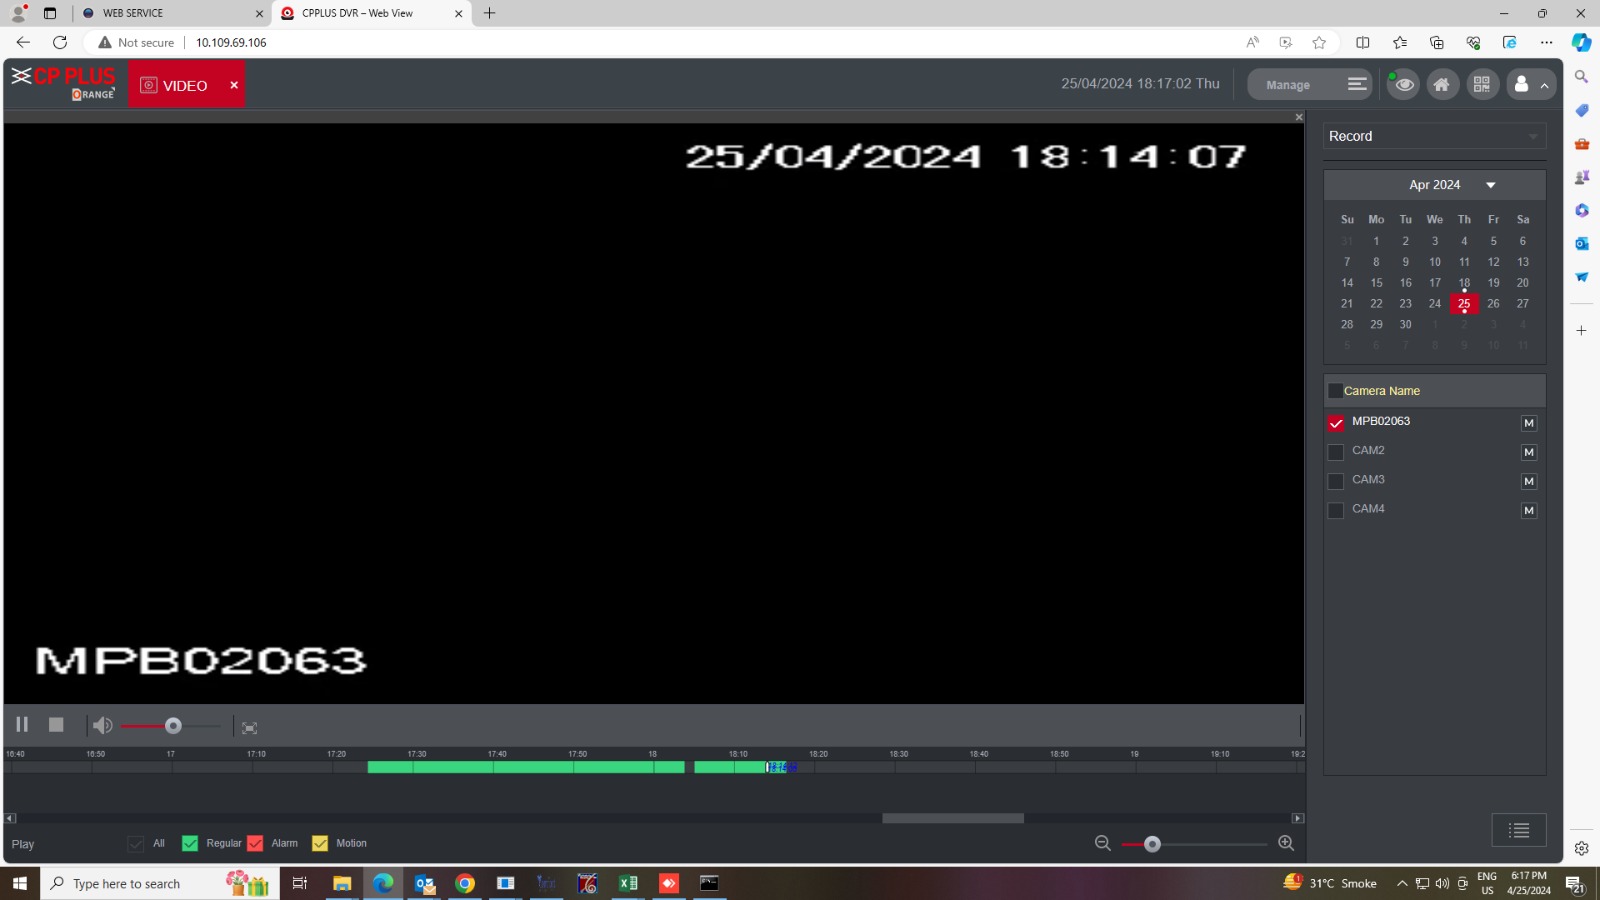 WEB SERVICE
CPPLUS DVR – Web View
Not secure
10.109.69.106
CP PLUS
ORANGE
VIDEO
25/04/2024 18:17:02 Thu
Manage
25/04/2024 18:14:07
MPB02063
Record
Apr 2024
Su Mo Tu We Th Fr Sa
31 1 2 3 4 5 6
7 8 9 10 11 12 13
14 15 16 17 18 19 20
21 22 23 24 25 26 27
28 29 30 1 2 3 4
5 6 7 8 9 10 11
Camera Name
MPB02063 M
CAM2 M
CAM3 M
CAM4 M
16:40 16:50 17 17:10 17:20 17:30 17:40 17:50 18 18:10 18:20 18:30 18:40 18:50 19 19:10 19:2
Play
All Regular Alarm Motion
Type here to search
31°C Smoke
ENG
US
6:17 PM
4/25/2024
21